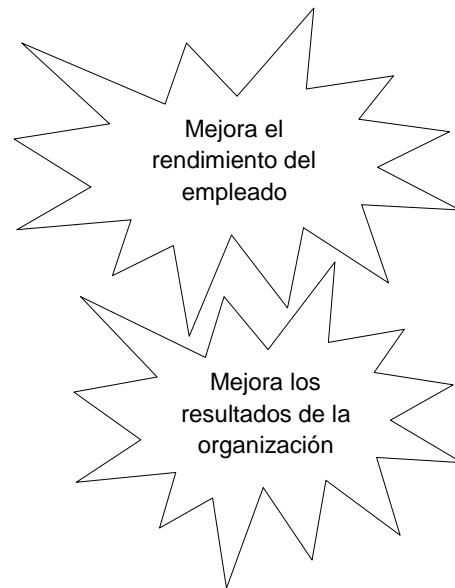 Mejora el
rendimiento del
empleado
Mejora los
resultados de la
organización